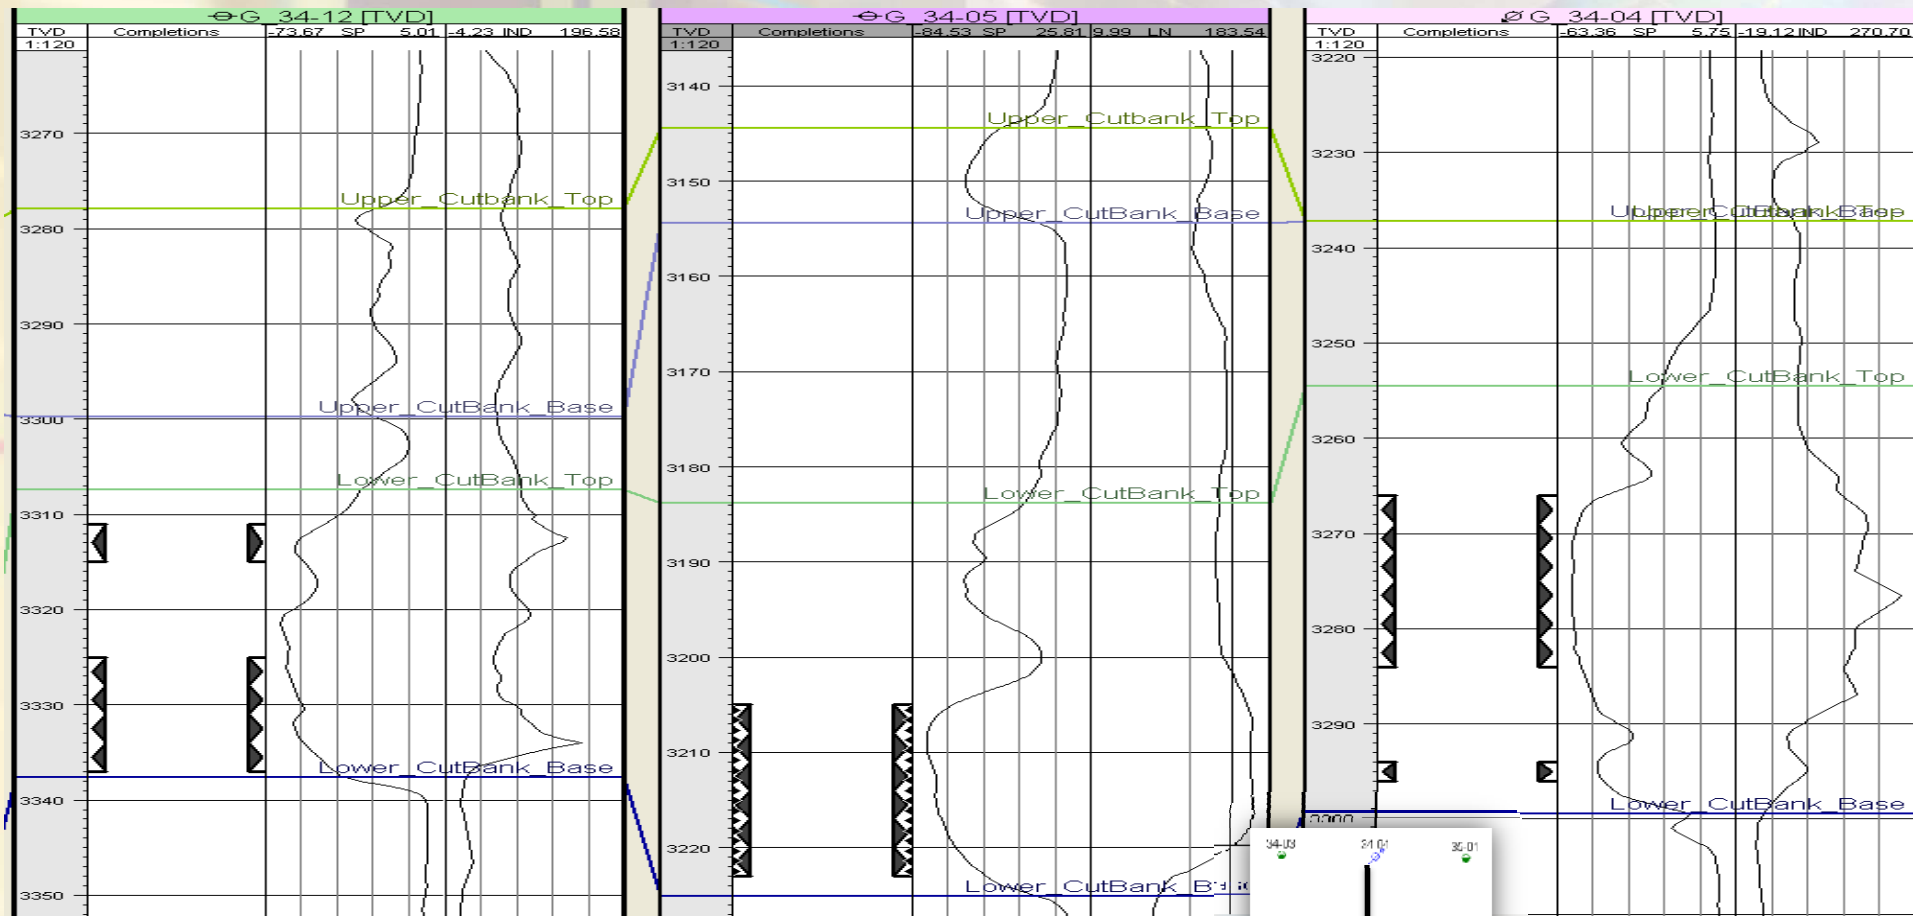 G_34-12 [TVD]
TVD Completions -73.67 SP 5.01 -4.23 IND 196.58
1:120
3270
Upper_Cutbank_Top
3280
3290
Upper_CutBank_Base
3300
Lower_CutBank_Top
3310
3320
3330
Lower_CutBank_Base
3340
3350
G_34-05 [TVD]
TVD Completions -84.53 SP 25.81 9.99 LN 183.54
1:120
3140
Upper_Cutbank_Top
3150
Upper_CutBank_Base
3160
3170
3180
Lower_CutBank_Top
3190
3200
3210
3220
G_34-04 [TVD]
TVD Completions -63.36 SP 5.75 -19.12 IND 270.70
1:120
3220
3230
3240
3250
Lower_CutBank_Top
3260
3270
3280
3290
Lower_CutBank_Base
3300
34-03 35-01